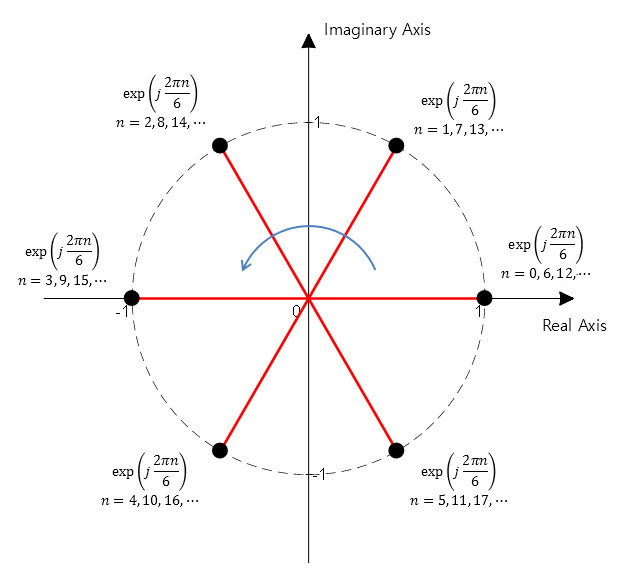 Imaginary Axis
exp(j 2πn/6)
n = 2, 8, 14, ⋯
exp(j 2πn/6)
n = 1, 7, 13, ⋯
1
exp(j 2πn/6)
n = 3, 9, 15, ⋯
exp(j 2πn/6)
n = 0, 6, 12, ⋯
-1
0
1
Real Axis
exp(j 2πn/6)
n = 4, 10, 16, ⋯
-1
exp(j 2πn/6)
n = 5, 11, 17, ⋯